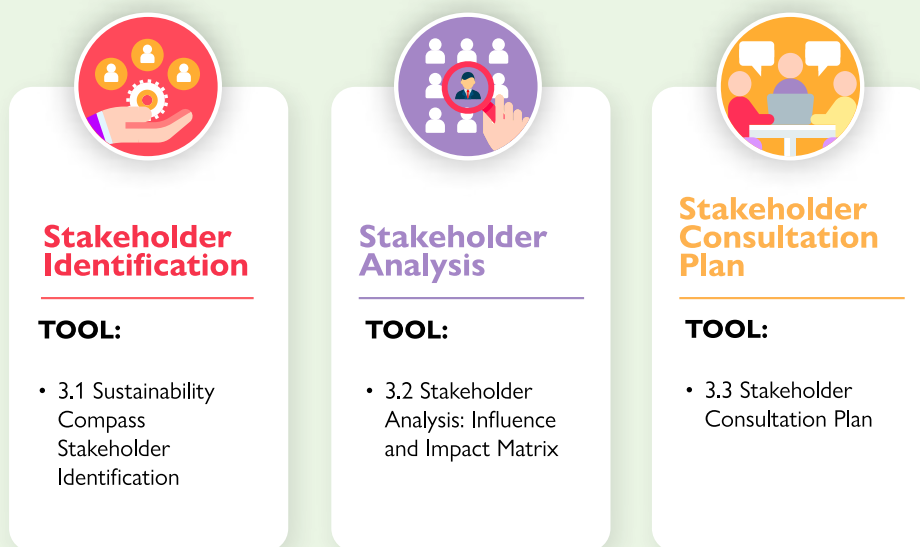 Stakeholder
Identification
TOOL:
• 3.1 Sustainability
Compass
Stakeholder
Identification
Stakeholder
Analysis
TOOL:
• 3.2 Stakeholder
Analysis: Influence
and Impact Matrix
Stakeholder
Consultation
Plan
TOOL:
• 3.3 Stakeholder
Consultation Plan